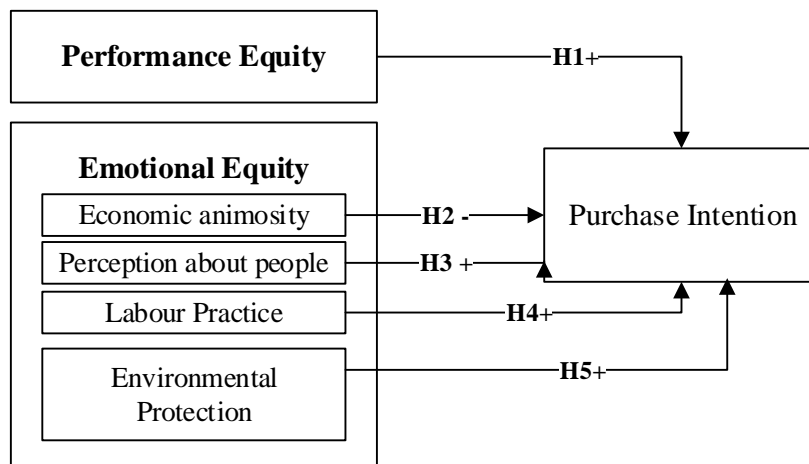 Performance Equity
H1+
Emotional Equity
Economic animosity
H2 -
Perception about people
H3 +
Labour Practice
H4+
Environmental
Protection
H5+
Purchase Intention